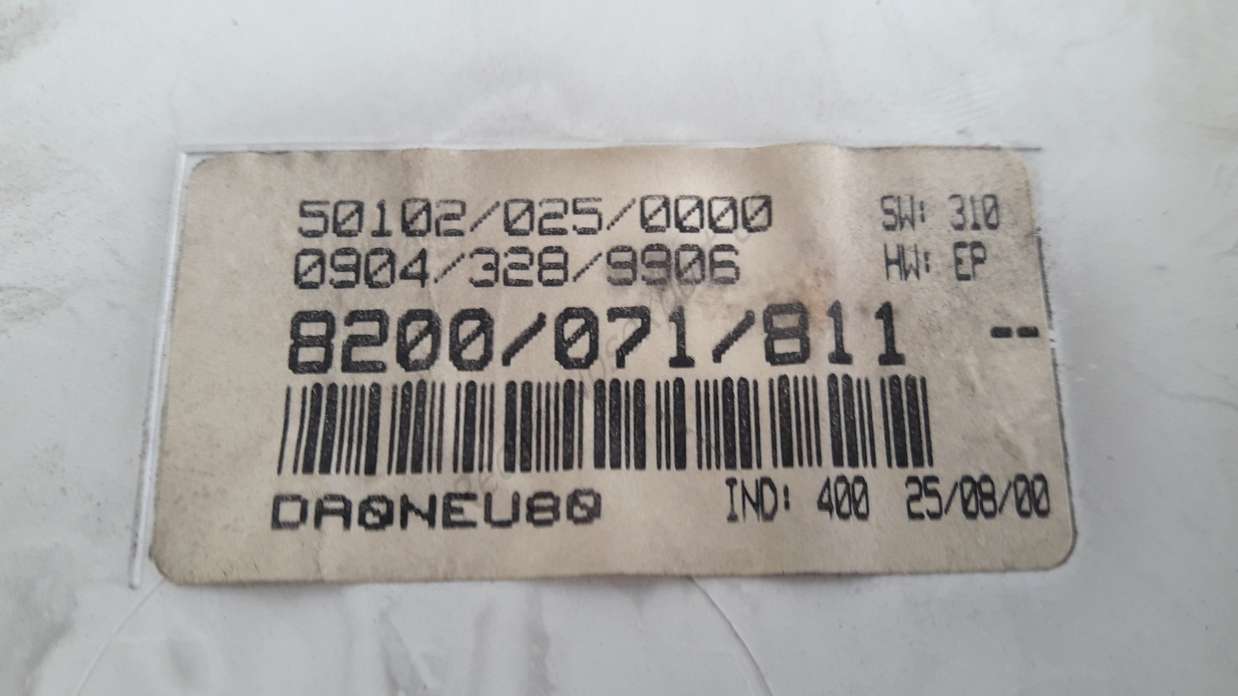 50102/025/0000 SW: 310
0904/328/9906 HW: EP
8200/071/811 --
DA0NEU80 IND: 400 25/08/00